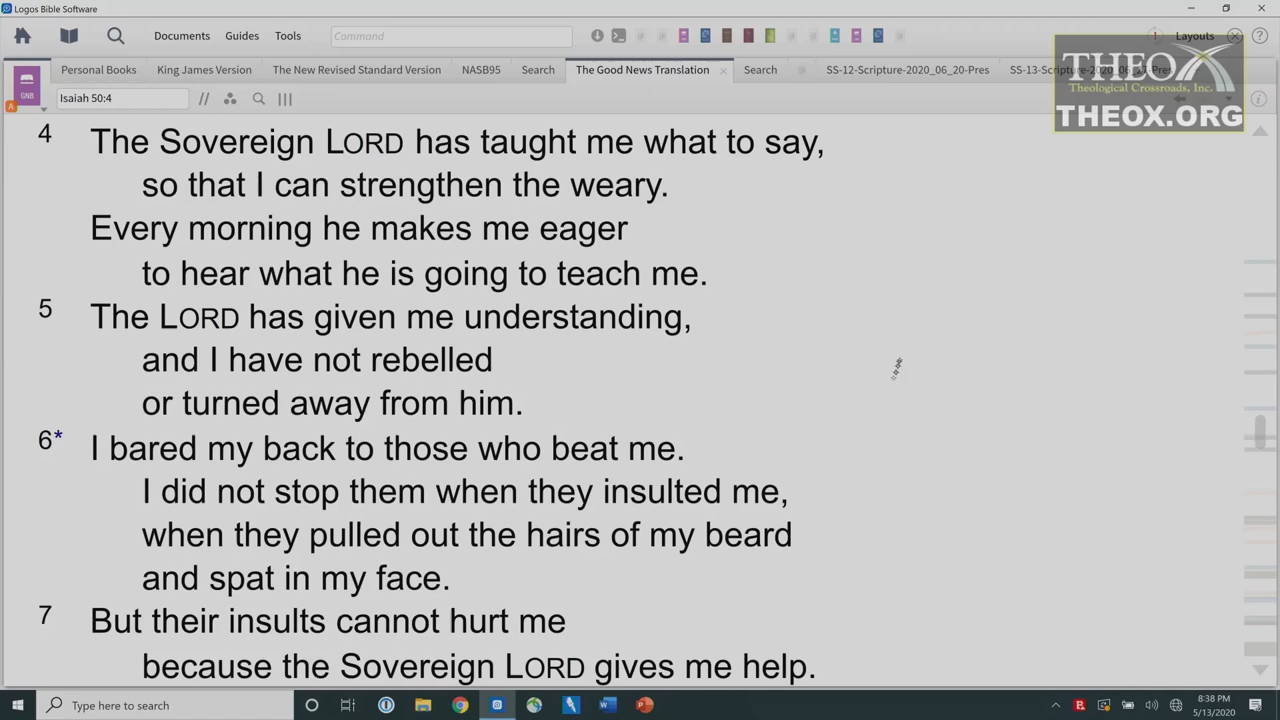 Logos Bible Software
Documents Guides Tools Command Layouts
THEOX
Theological Crossroads, Inc.
THEOX.ORG
Personal Books King James Version The New Revised Standard Version NASB95 Search The Good News Translation Search SS-12-Scripture-2020_06_20-Pres SS-13-Scripture-2020_06_27-Pres
GNB
A
Isaiah 50:4
4 The Sovereign LORD has taught me what to say,
so that I can strengthen the weary.
Every morning he makes me eager
to hear what he is going to teach me.
5 The LORD has given me understanding,
and I have not rebelled
or turned away from him.
6* I bared my back to those who beat me.
I did not stop them when they insulted me,
when they pulled out the hairs of my beard
and spat in my face.
7 But their insults cannot hurt me
because the Sovereign LORD gives me help.
Type here to search
8:38 PM
5/13/2020